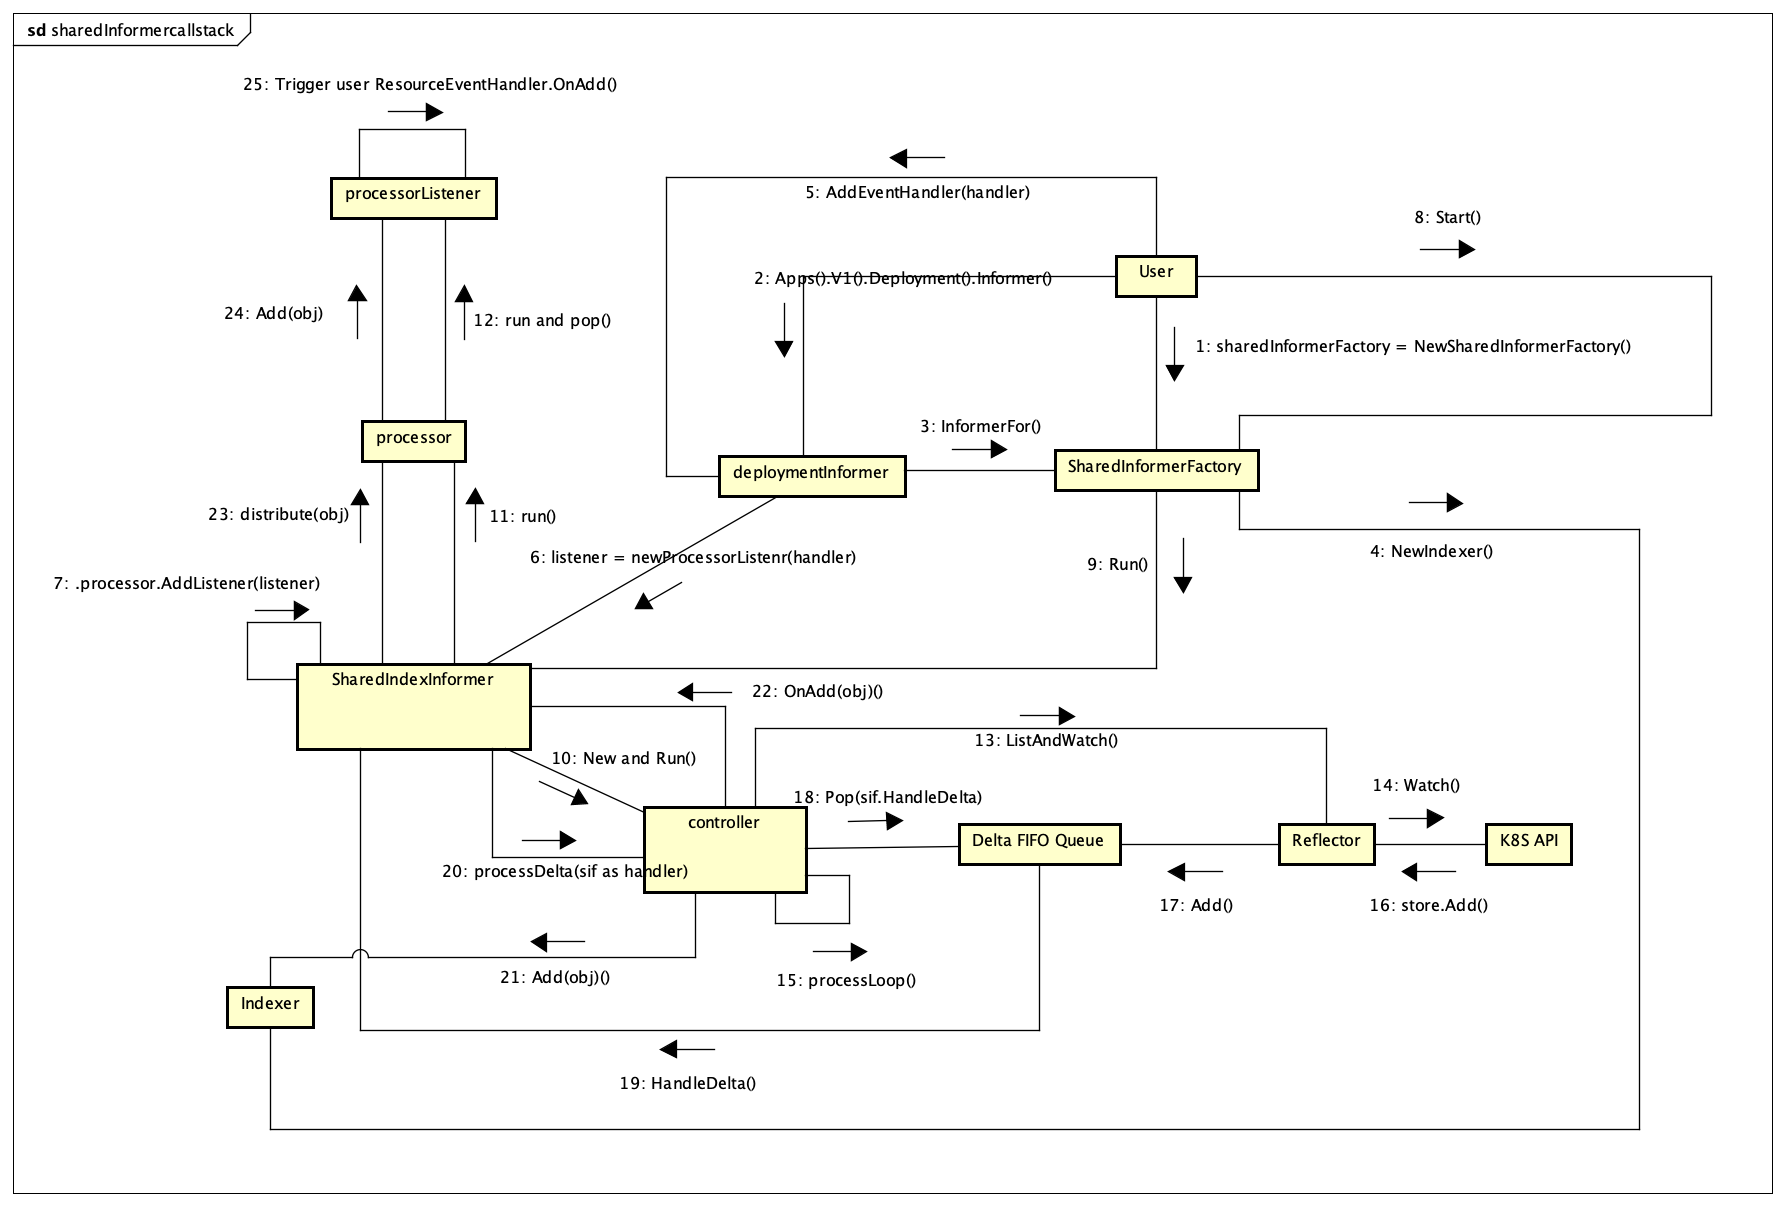 sd sharedInformercallstack
25: Trigger user ResourceEventHandler.OnAdd()
processorListener
5: AddEventHandler(handler)
8: Start()
User
2: Apps().V1().Deployment().Informer()
24: Add(obj)
12: run and pop()
1: sharedInformerFactory = NewSharedInformerFactory()
processor
3: InformerFor()
deploymentInformer
SharedInformerFactory
23: distribute(obj)
11: run()
6: listener = newProcessorListenr(handler)
9: Run()
4: NewIndexer()
7: .processor.AddListener(listener)
SharedIndexInformer
22: OnAdd(obj)()
13: ListAndWatch()
10: New and Run()
14: Watch()
18: Pop(sif.HandleDelta)
controller
Delta FIFO Queue
Reflector
K8S API
20: processDelta(sif as handler)
17: Add()
16: store.Add()
21: Add(obj)()
15: processLoop()
Indexer
19: HandleDelta()